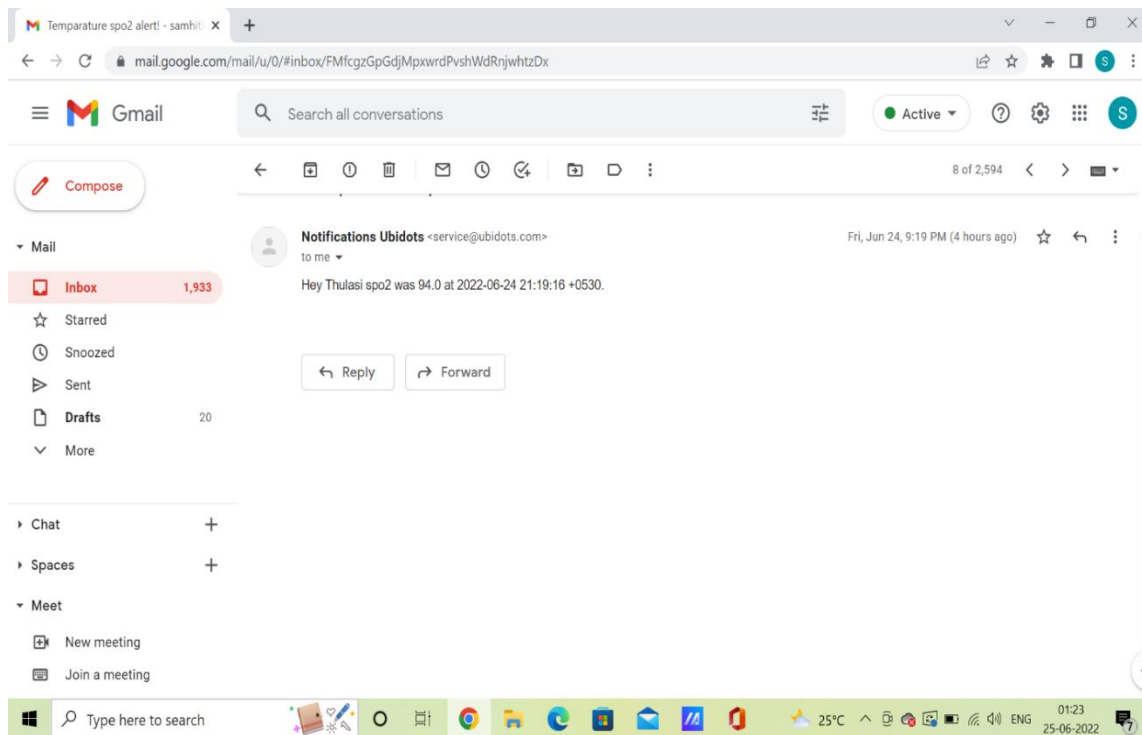 Temparature spo2 alert! - samhit
mail.google.com/mail/u/0/#inbox/FMfcgzGpGdjMpxwrdPvshWdRnjwhtzDx
S
Gmail
Search all conversations
Active
S
Compose
8 of 2,594
Mail
Notifications Ubidots <service@ubidots.com>
Fri, Jun 24, 9:19 PM (4 hours ago)
to me
Inbox 1,933
Hey Thulasi spo2 was 94.0 at 2022-06-24 21:19:16 +0530.
Starred
Snoozed
Sent
Reply
Forward
Drafts 20
More
Chat
Spaces
Meet
New meeting
Join a meeting
Type here to search
25°C
ENG
01:23
25-06-2022
7